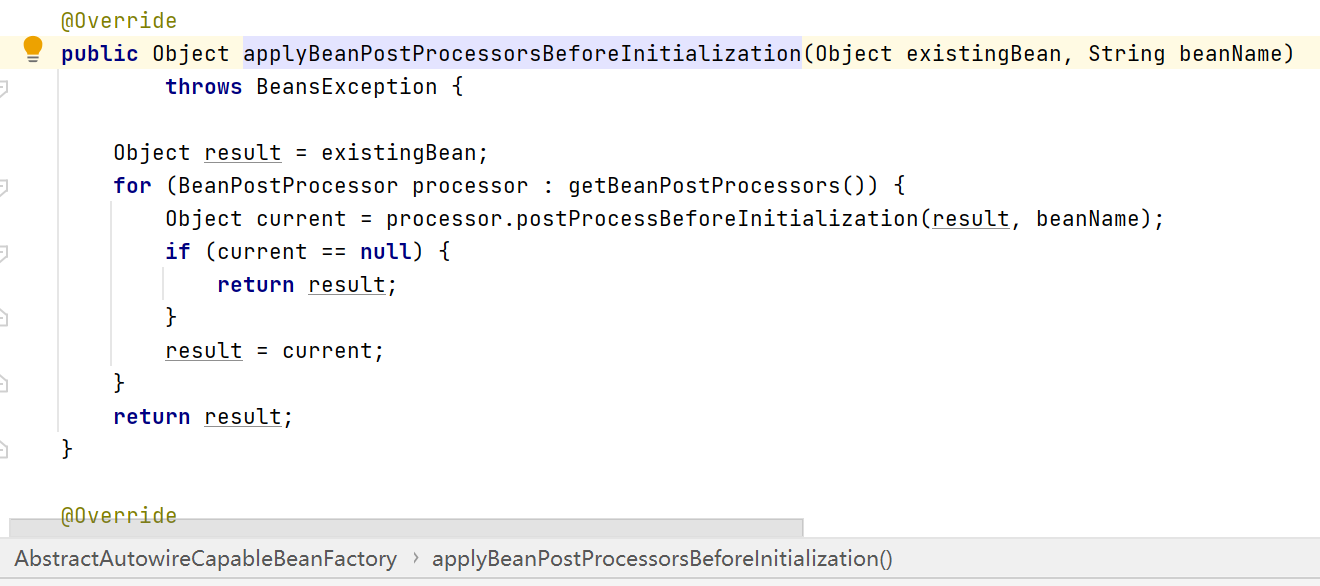 @Override
public Object applyBeanPostProcessorsBeforeInitialization(Object existingBean, String beanName)
throws BeansException {
Object result = existingBean;
for (BeanPostProcessor processor : getBeanPostProcessors()) {
Object current = processor.postProcessBeforeInitialization(result, beanName);
if (current == null) {
return result;
}
result = current;
}
return result;
}
@Override
AbstractAutowireCapableBeanFactory › applyBeanPostProcessorsBeforeInitialization()